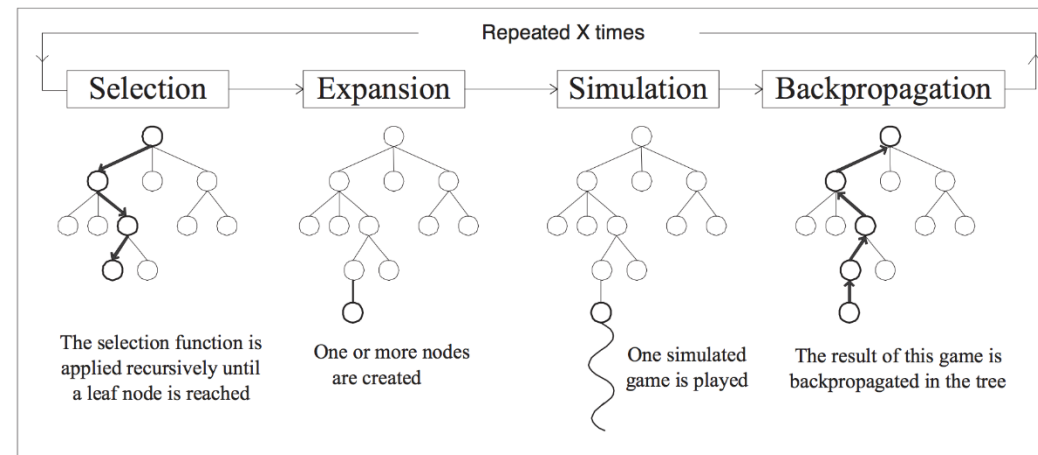 Repeated X times
Selection
Expansion
Simulation
Backpropagation
The selection function is
applied recursively until
a leaf node is reached
One or more nodes
are created
One simulated
game is played
The result of this game is
backpropagated in the tree